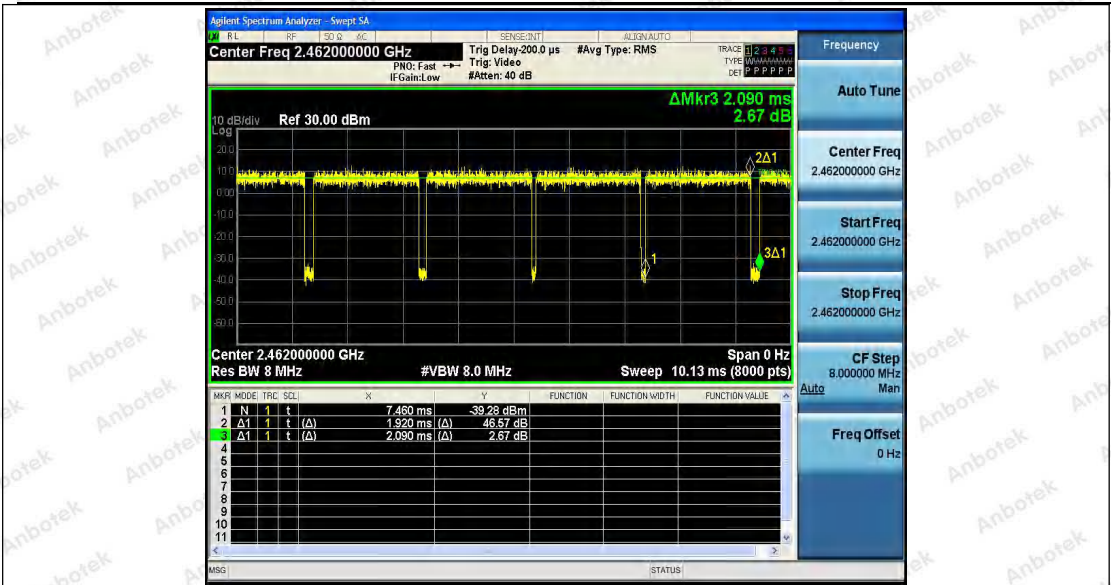 Agilent Spectrum Analyzer - Swept SA
RL RF 50 Ω AC SENSE:INT ALIGNAUTO
Center Freq 2.462000000 GHz
PNO: Fast
IFGain:Low
Trig Delay-200.0 µs
Trig: Video
#Atten: 40 dB
#Avg Type: RMS
TRACE 1 2 3 4 5 6
TYPE
DET P P P P P P
ΔMkr3 2.090 ms
2.67 dB
10 dB/div Ref 30.00 dBm
Log
20.0
10.0
0.00
-10.0
-20.0
-30.0
-40.0
-50.0
-60.0
2Δ1
1
3Δ1
Center 2.462000000 GHz Span 0 Hz
Res BW 8 MHz #VBW 8.0 MHz Sweep 10.13 ms (8000 pts)
MKR MODE TRC SCL X Y FUNCTION FUNCTION WIDTH FUNCTION VALUE
1 N 1 t 7.460 ms -39.28 dBm
2 Δ1 1 t (Δ) 1.920 ms (Δ) 46.57 dB
3 Δ1 1 t (Δ) 2.090 ms (Δ) 2.67 dB
4
5
6
7
8
9
10
11
MSG STATUS
Frequency
Auto Tune
Center Freq
2.462000000 GHz
Start Freq
2.462000000 GHz
Stop Freq
2.462000000 GHz
CF Step
8.000000 MHz
Auto Man
Freq Offset
0 Hz
Anbotek